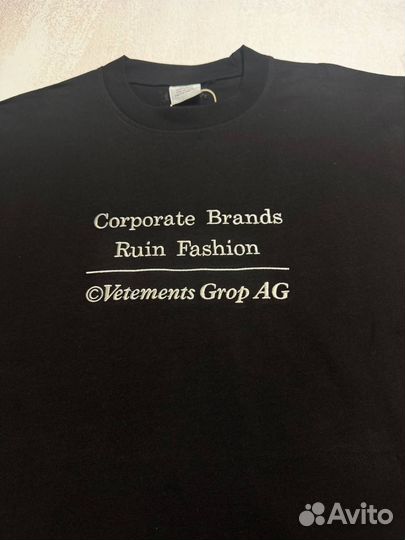 Corporate Brands
Ruin Fashion
©Vetements Grop AG
Avito